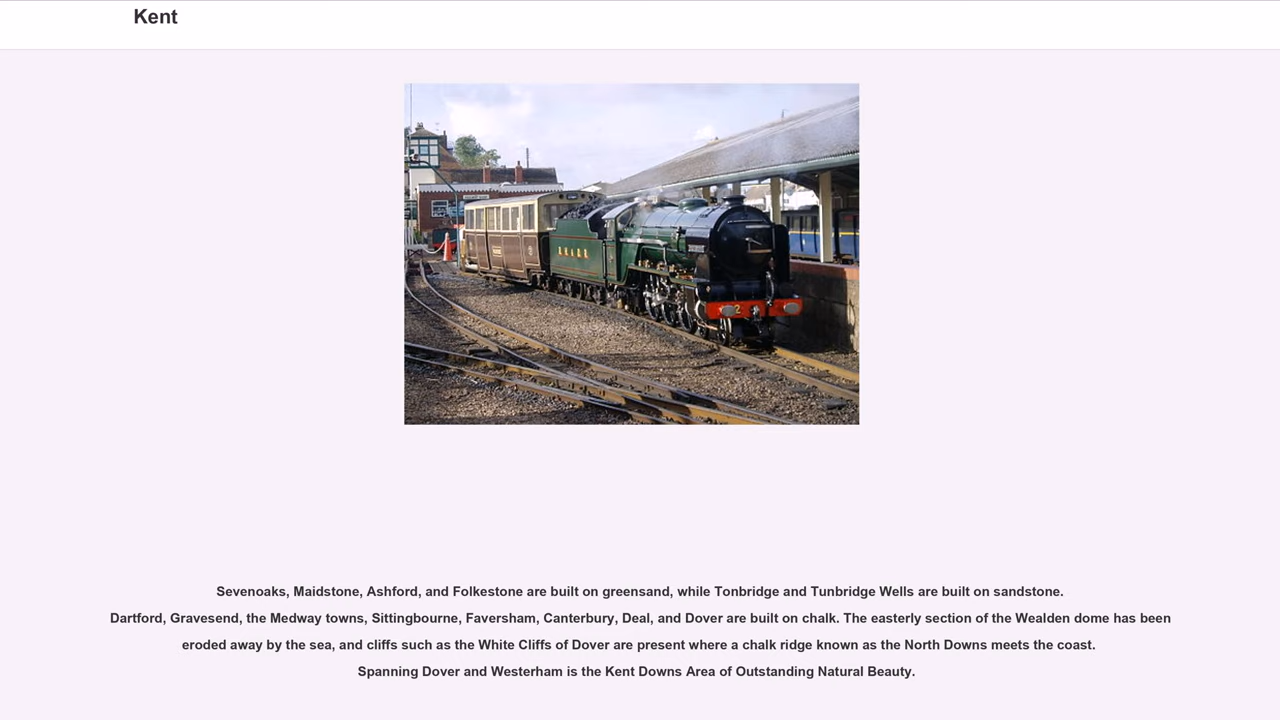 Kent
R H & D R
2
Sevenoaks, Maidstone, Ashford, and Folkestone are built on greensand, while Tonbridge and Tunbridge Wells are built on sandstone.
Dartford, Gravesend, the Medway towns, Sittingbourne, Faversham, Canterbury, Deal, and Dover are built on chalk. The easterly section of the Wealden dome has been
eroded away by the sea, and cliffs such as the White Cliffs of Dover are present where a chalk ridge known as the North Downs meets the coast.
Spanning Dover and Westerham is the Kent Downs Area of Outstanding Natural Beauty.